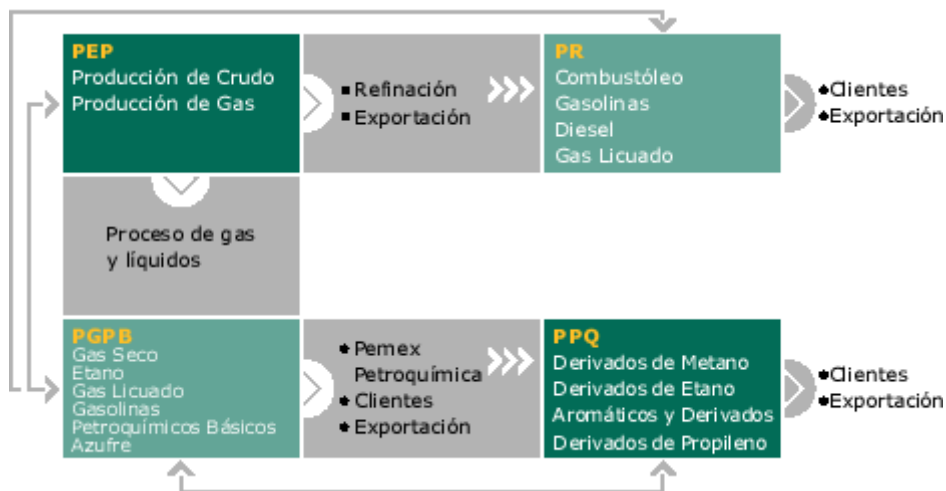 PEP
Producción de Crudo
Producción de Gas
Refinación
Exportación
PR
Combustóleo
Gasolinas
Diesel
Gas Licuado
Clientes
Exportación
Proceso de gas
y líquidos
PGPB
Gas Seco
Etano
Gas Licuado
Gasolinas
Petroquímicos Básicos
Azufre
Pemex
Petroquímica
Clientes
Exportación
PPQ
Derivados de Metano
Derivados de Etano
Aromáticos y Derivados
Derivados de Propileno
Clientes
Exportación